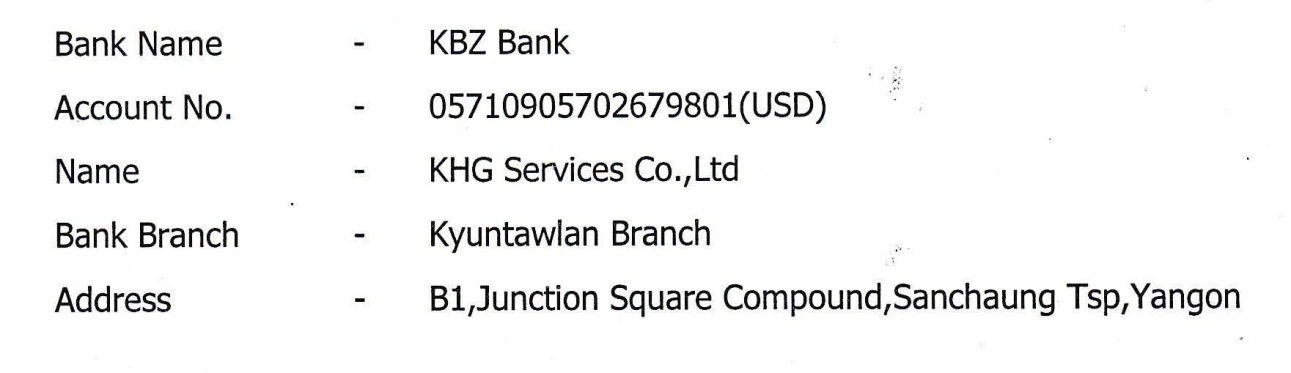 Bank Name - KBZ Bank
Account No. - 05710905702679801(USD)
Name - KHG Services Co.,Ltd
Bank Branch - Kyuntawlan Branch
Address - B1,Junction Square Compound,Sanchaung Tsp,Yangon